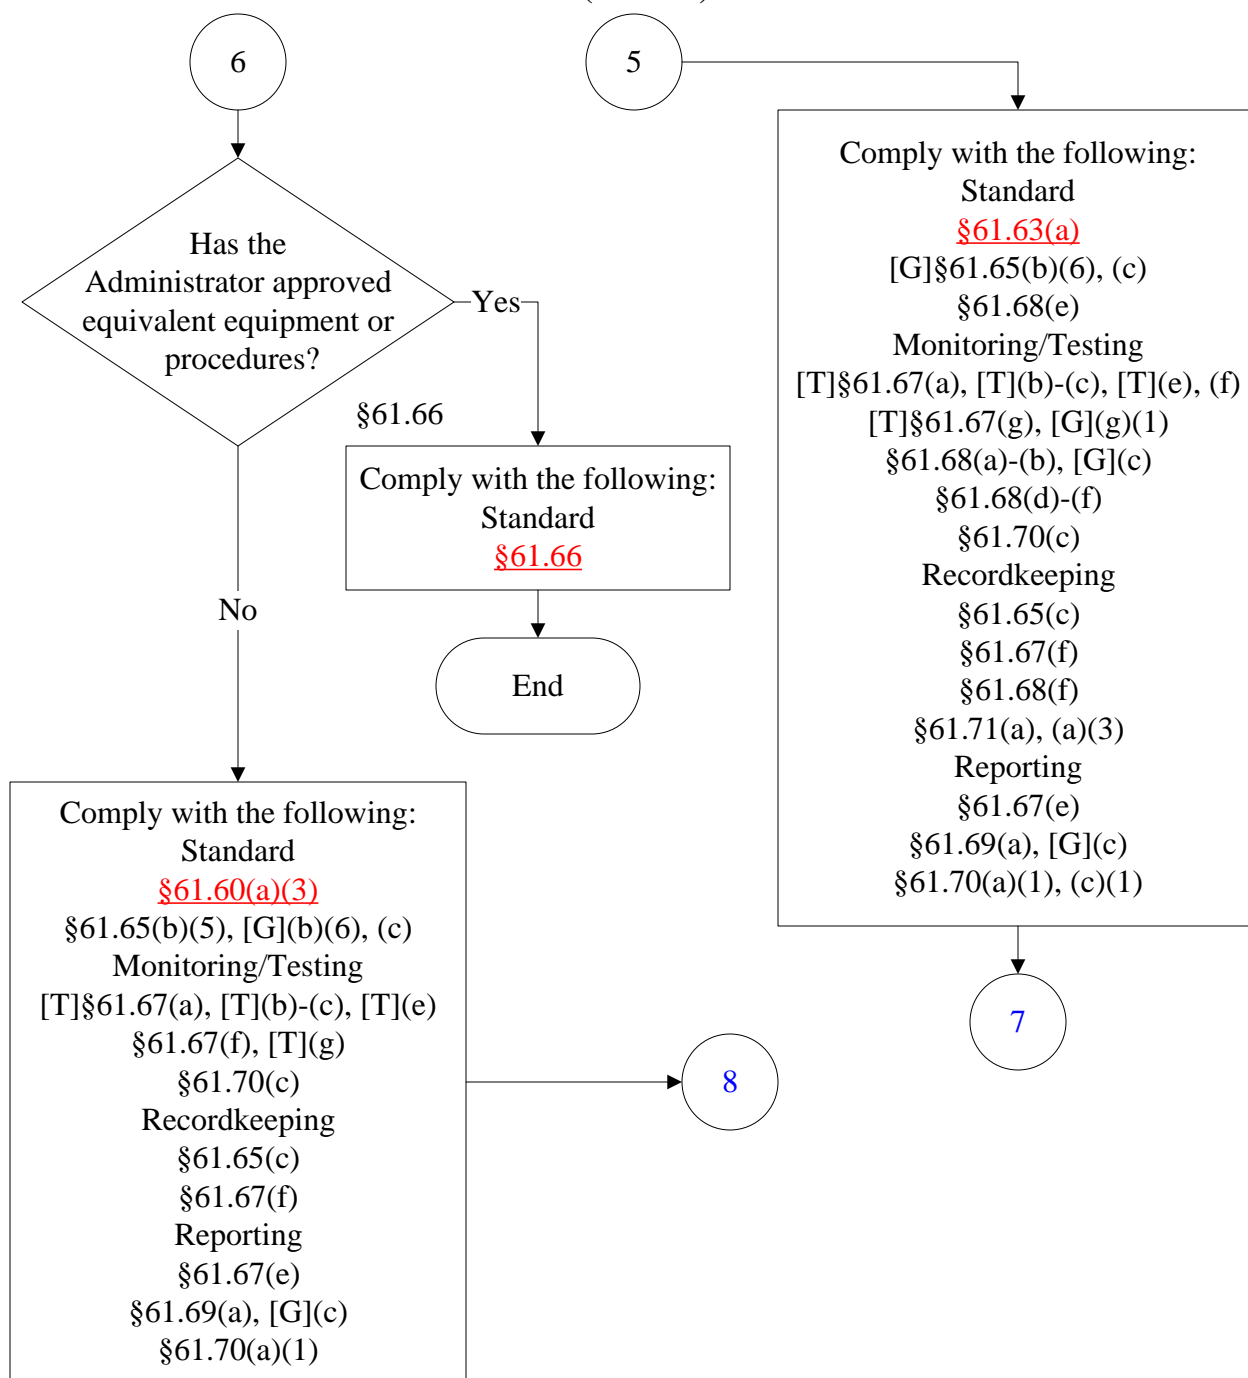 6
Has the
Administrator approved
equivalent equipment or
procedures?
Yes
§61.66
Comply with the following:
Standard
§61.66
End
No
Comply with the following:
Standard
§61.60(a)(3)
§61.65(b)(5), [G](b)(6), (c)
Monitoring/Testing
[T]§61.67(a), [T](b)-(c), [T](e)
§61.67(f), [T](g)
§61.70(c)
Recordkeeping
§61.65(c)
§61.67(f)
Reporting
§61.67(e)
§61.69(a), [G](c)
§61.70(a)(1)
8
5
Comply with the following:
Standard
§61.63(a)
[G]§61.65(b)(6), (c)
§61.68(e)
Monitoring/Testing
[T]§61.67(a), [T](b)-(c), [T](e), (f)
[T]§61.67(g), [G](g)(1)
§61.68(a)-(b), [G](c)
§61.68(d)-(f)
§61.70(c)
Recordkeeping
§61.65(c)
§61.67(f)
§61.68(f)
§61.71(a), (a)(3)
Reporting
§61.67(e)
§61.69(a), [G](c)
§61.70(a)(1), (c)(1)
7